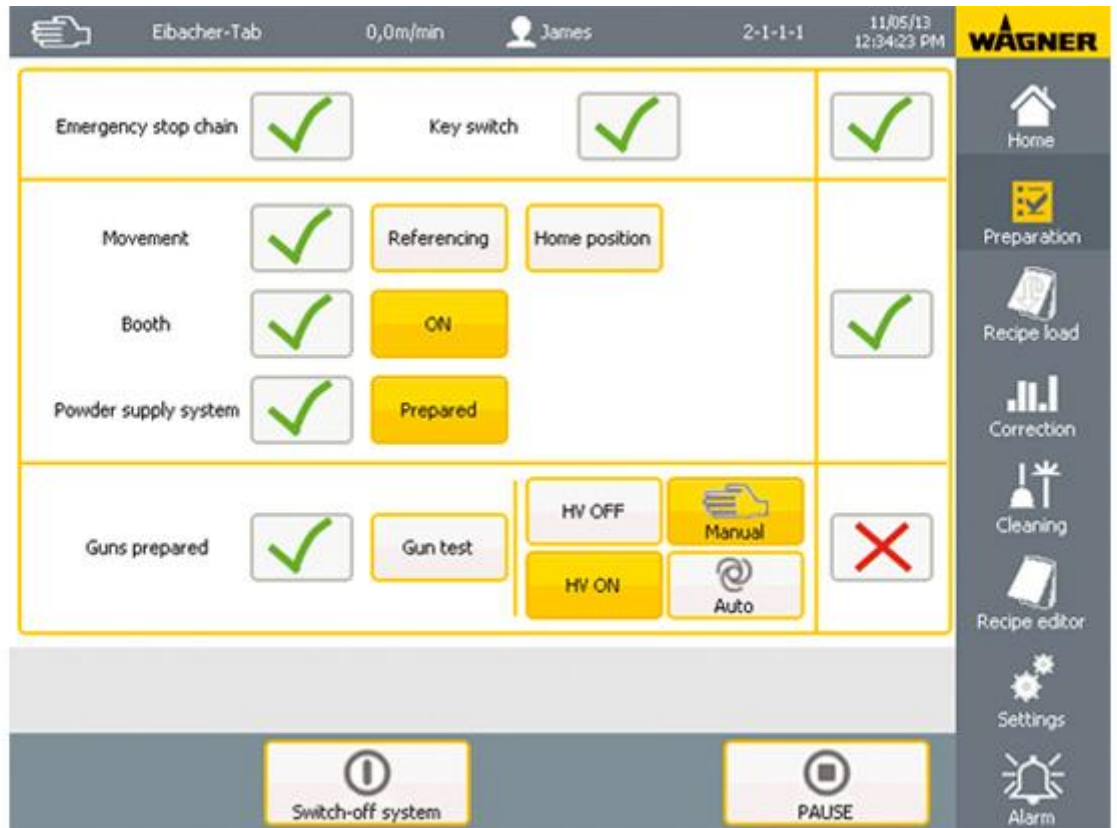 Eibacher-Tab 0,0m/min James 2-1-1-1 11/05/13
12:34:23 PM
WAGNER
Emergency stop chain Key switch
Home
Movement Referencing Home position
Preparation
Booth ON
Recipe load
Powder supply system Prepared
Correction
HV OFF Manual
Guns prepared Gun test
Cleaning
HV ON Auto
Recipe editor
Settings
Switch-off system PAUSE
Alarm